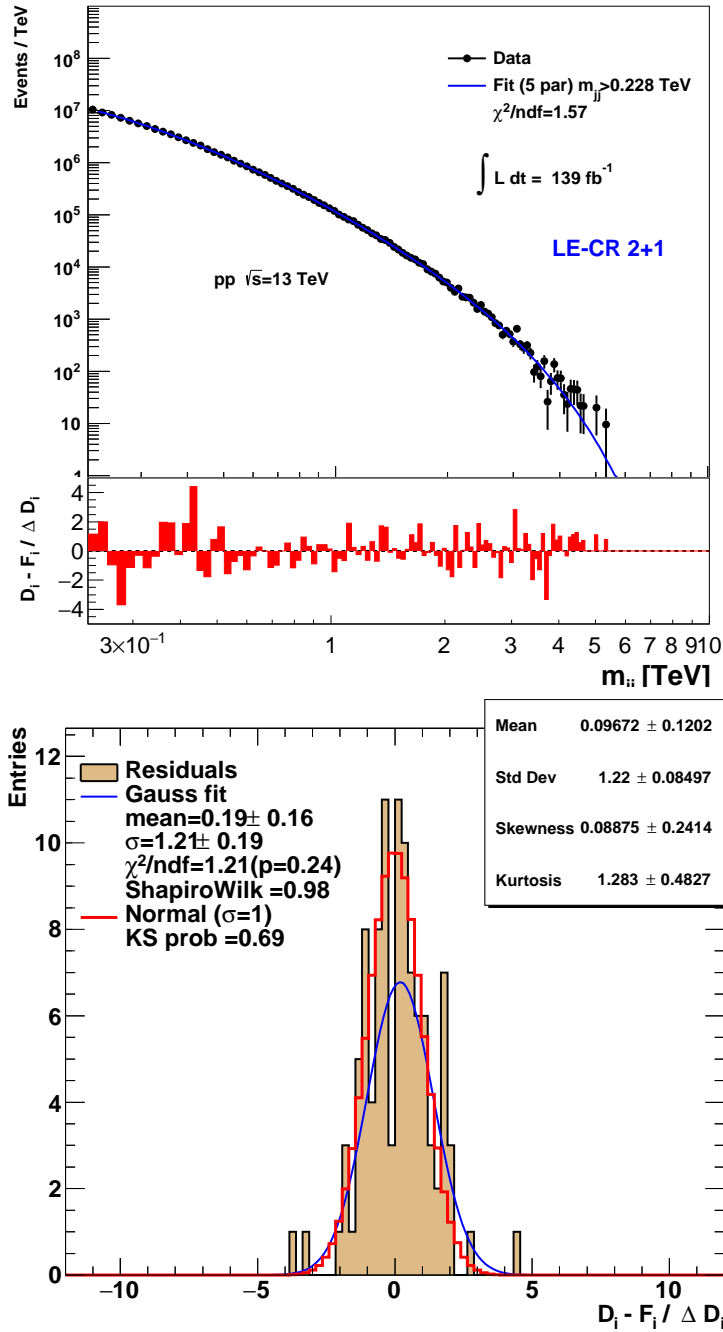 Events / TeV
10⁸
10⁷
10⁶
10⁵
10⁴
10³
10²
10
1
Data
Fit (5 par) m_jj>0.228 TeV
χ²/ndf=1.57
∫ L dt = 139 fb⁻¹
LE-CR 2+1
pp √s=13 TeV
D_i - F_i / Δ D_i
4
2
0
−2
−4
3×10⁻¹ 1 2 3 4 5 6 7 8 910
m_jj [TeV]
Entries
12
10
8
6
4
2
0
Residuals
Gauss fit
mean=0.19± 0.16
σ=1.21± 0.19
χ²/ndf=1.21(p=0.24)
ShapiroWilk =0.98
Normal (σ=1)
KS prob =0.69
Mean 0.09672 ± 0.1202
Std Dev 1.22 ± 0.08497
Skewness 0.08875 ± 0.2414
Kurtosis 1.283 ± 0.4827
−10 −5 0 5 10
D_i - F_i / Δ D_i